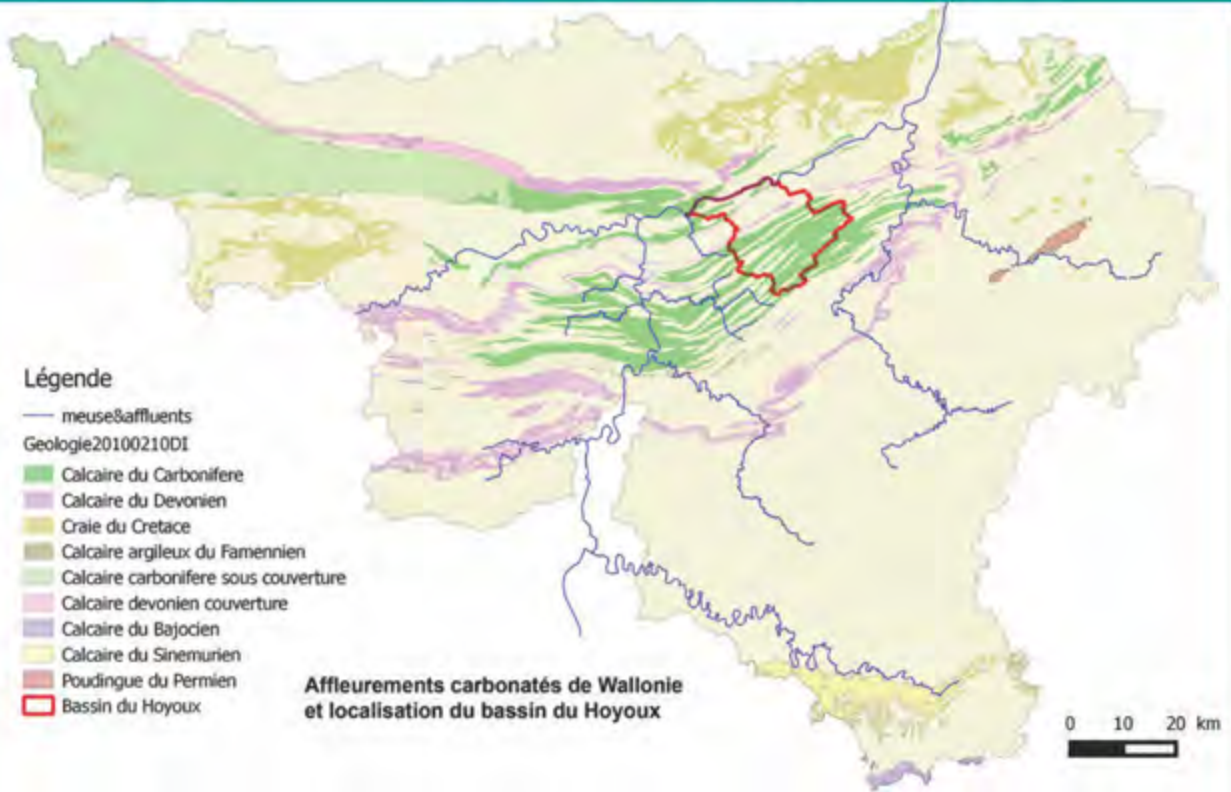 Légende
meuse&affluents
Geologie20100210DI
Calcaire du Carbonifere
Calcaire du Devonien
Craie du Cretace
Calcaire argileux du Famennien
Calcaire carbonifere sous couverture
Calcaire devonien couverture
Calcaire du Bajocien
Calcaire du Sinemurien
Poudingue du Permien
Bassin du Hoyoux
Affleurements carbonatés de Wallonie
et localisation du bassin du Hoyoux
0 10 20 km